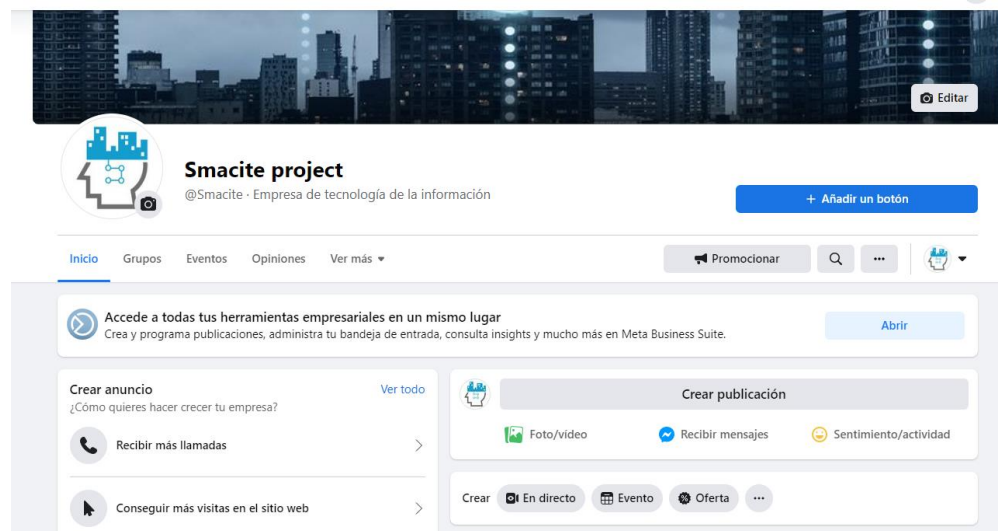 Editar
Smacite project
@Smacite · Empresa de tecnología de la información
+ Añadir un botón
Inicio Grupos Eventos Opiniones Ver más
Promocionar
Accede a todas tus herramientas empresariales en un mismo lugar
Crea y programa publicaciones, administra tu bandeja de entrada, consulta insights y mucho más en Meta Business Suite.
Abrir
Crear anuncio Ver todo
¿Cómo quieres hacer crecer tu empresa?
Recibir más llamadas
Conseguir más visitas en el sitio web
Crear publicación
Foto/vídeo Recibir mensajes Sentimiento/actividad
Crear En directo Evento Oferta